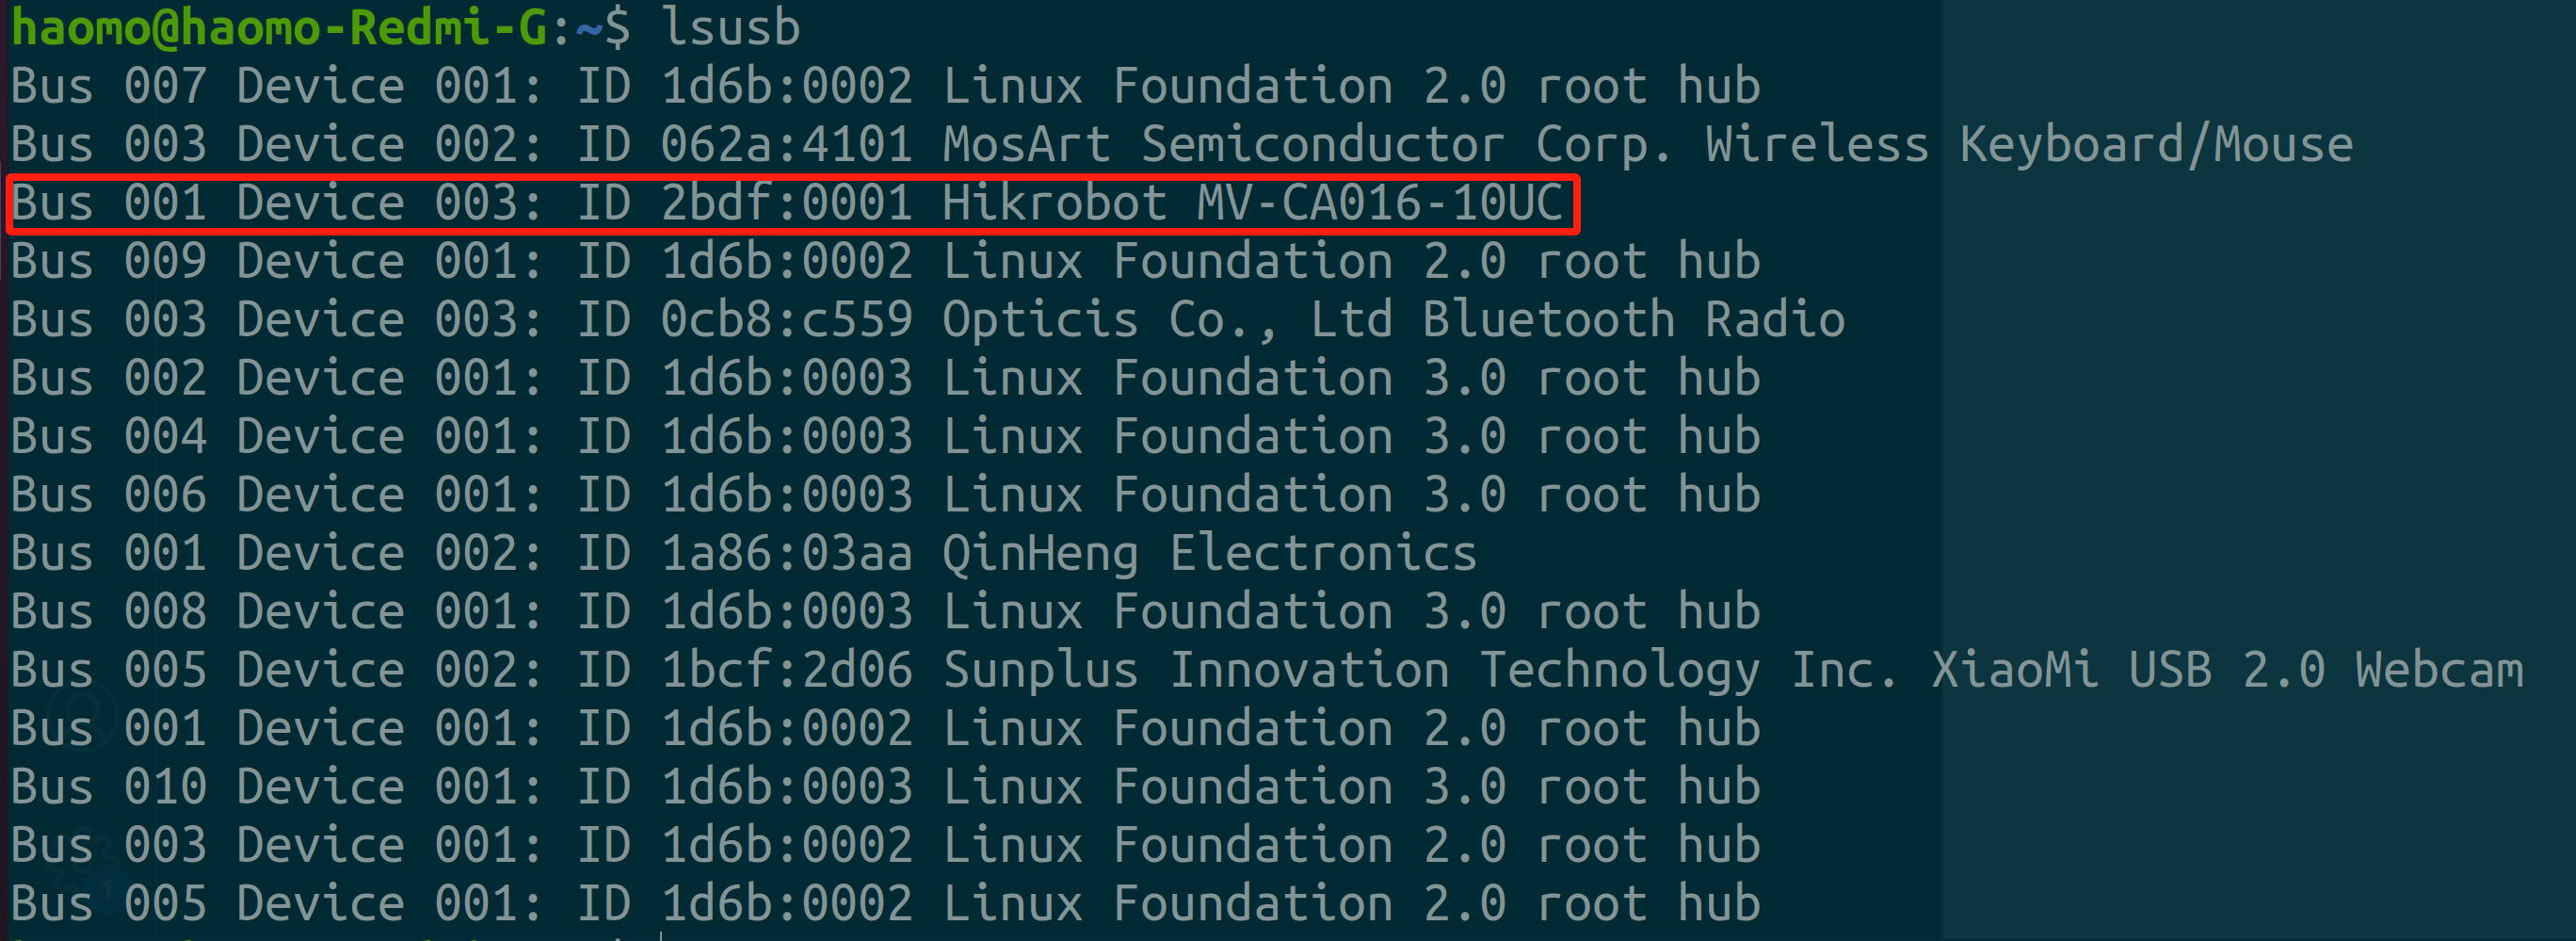 haomo@haomo-Redmi-G:~$ lsusb
Bus 007 Device 001: ID 1d6b:0002 Linux Foundation 2.0 root hub
Bus 003 Device 002: ID 062a:4101 MosArt Semiconductor Corp. Wireless Keyboard/Mouse
Bus 001 Device 003: ID 2bdf:0001 Hikrobot MV-CA016-10UC
Bus 009 Device 001: ID 1d6b:0002 Linux Foundation 2.0 root hub
Bus 003 Device 003: ID 0cb8:c559 Opticis Co., Ltd Bluetooth Radio
Bus 002 Device 001: ID 1d6b:0003 Linux Foundation 3.0 root hub
Bus 004 Device 001: ID 1d6b:0003 Linux Foundation 3.0 root hub
Bus 006 Device 001: ID 1d6b:0003 Linux Foundation 3.0 root hub
Bus 001 Device 002: ID 1a86:03aa QinHeng Electronics
Bus 008 Device 001: ID 1d6b:0003 Linux Foundation 3.0 root hub
Bus 005 Device 002: ID 1bcf:2d06 Sunplus Innovation Technology Inc. XiaoMi USB 2.0 Webcam
Bus 001 Device 001: ID 1d6b:0002 Linux Foundation 2.0 root hub
Bus 010 Device 001: ID 1d6b:0003 Linux Foundation 3.0 root hub
Bus 003 Device 001: ID 1d6b:0002 Linux Foundation 2.0 root hub
Bus 005 Device 001: ID 1d6b:0002 Linux Foundation 2.0 root hub